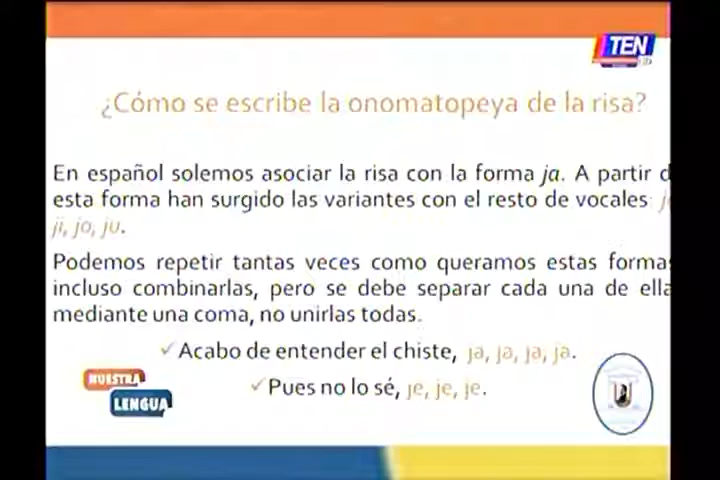 TEN
¿Cómo se escribe la onomatopeya de la risa?
En español solemos asociar la risa con la forma ja. A partir d
esta forma han surgido las variantes con el resto de vocales: j
ji, jo, ju.
Podemos repetir tantas veces como queramos estas formas
incluso combinarlas, pero se debe separar cada una de ella
mediante una coma, no unirlas todas.
✓Acabo de entender el chiste, ja, ja, ja, ja.
✓Pues no lo sé, je, je, je.
NUESTRA
LENGUA